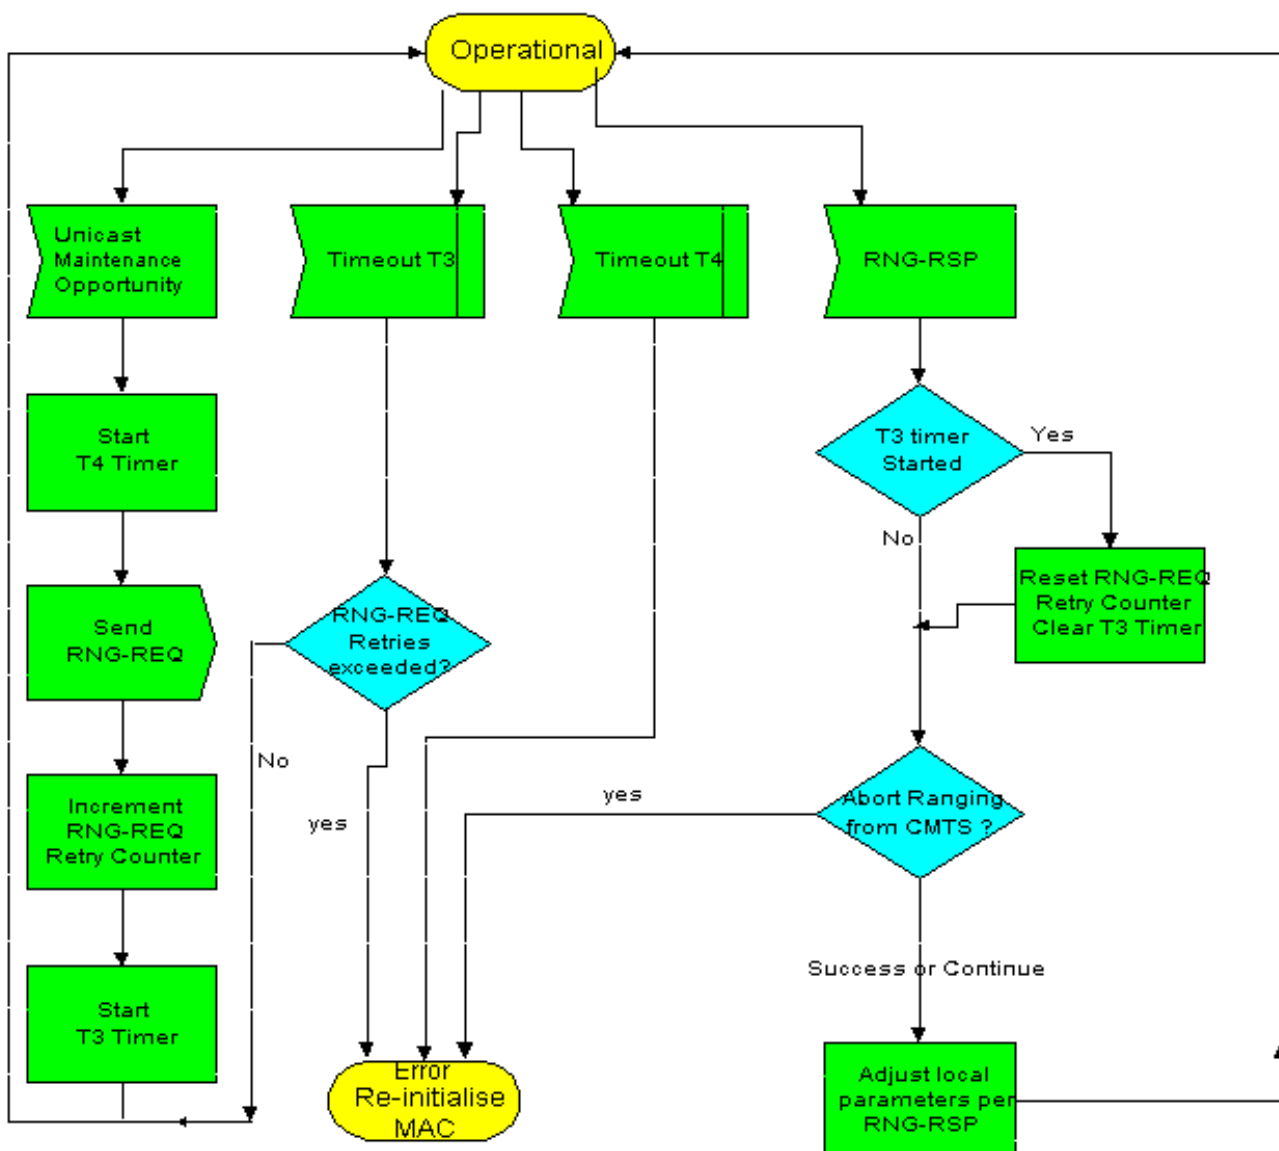 Operational
Unicast
Maintenance
Opportunity
Timeout T3
Timeout T4
RNG-RSP
Start
T4 Timer
T3 timer
Started
Yes
No
Reset RNG-REQ
Retry Counter
Clear T3 Timer
Send
RNG-REQ
RNG-REQ
Retries
exceeded?
No
yes
yes
Increment
RNG-REQ
Retry Counter
Abort Ranging
from CMTS ?
Success or Continue
Start
T3 Timer
Error
Re-initialise
MAC
Adjust local
parameters per
RNG-RSP